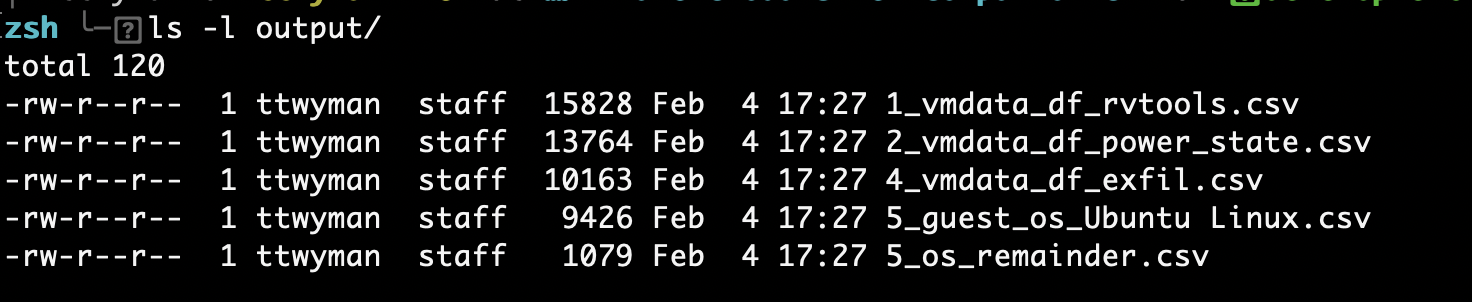 zsh ls -l output/
total 120
-rw-r--r--  1 ttwyman  staff  15828 Feb  4 17:27 1_vmdata_df_rvtools.csv
-rw-r--r--  1 ttwyman  staff  13764 Feb  4 17:27 2_vmdata_df_power_state.csv
-rw-r--r--  1 ttwyman  staff  10163 Feb  4 17:27 4_vmdata_df_exfil.csv
-rw-r--r--  1 ttwyman  staff   9426 Feb  4 17:27 5_guest_os_Ubuntu Linux.csv
-rw-r--r--  1 ttwyman  staff   1079 Feb  4 17:27 5_os_remainder.csv